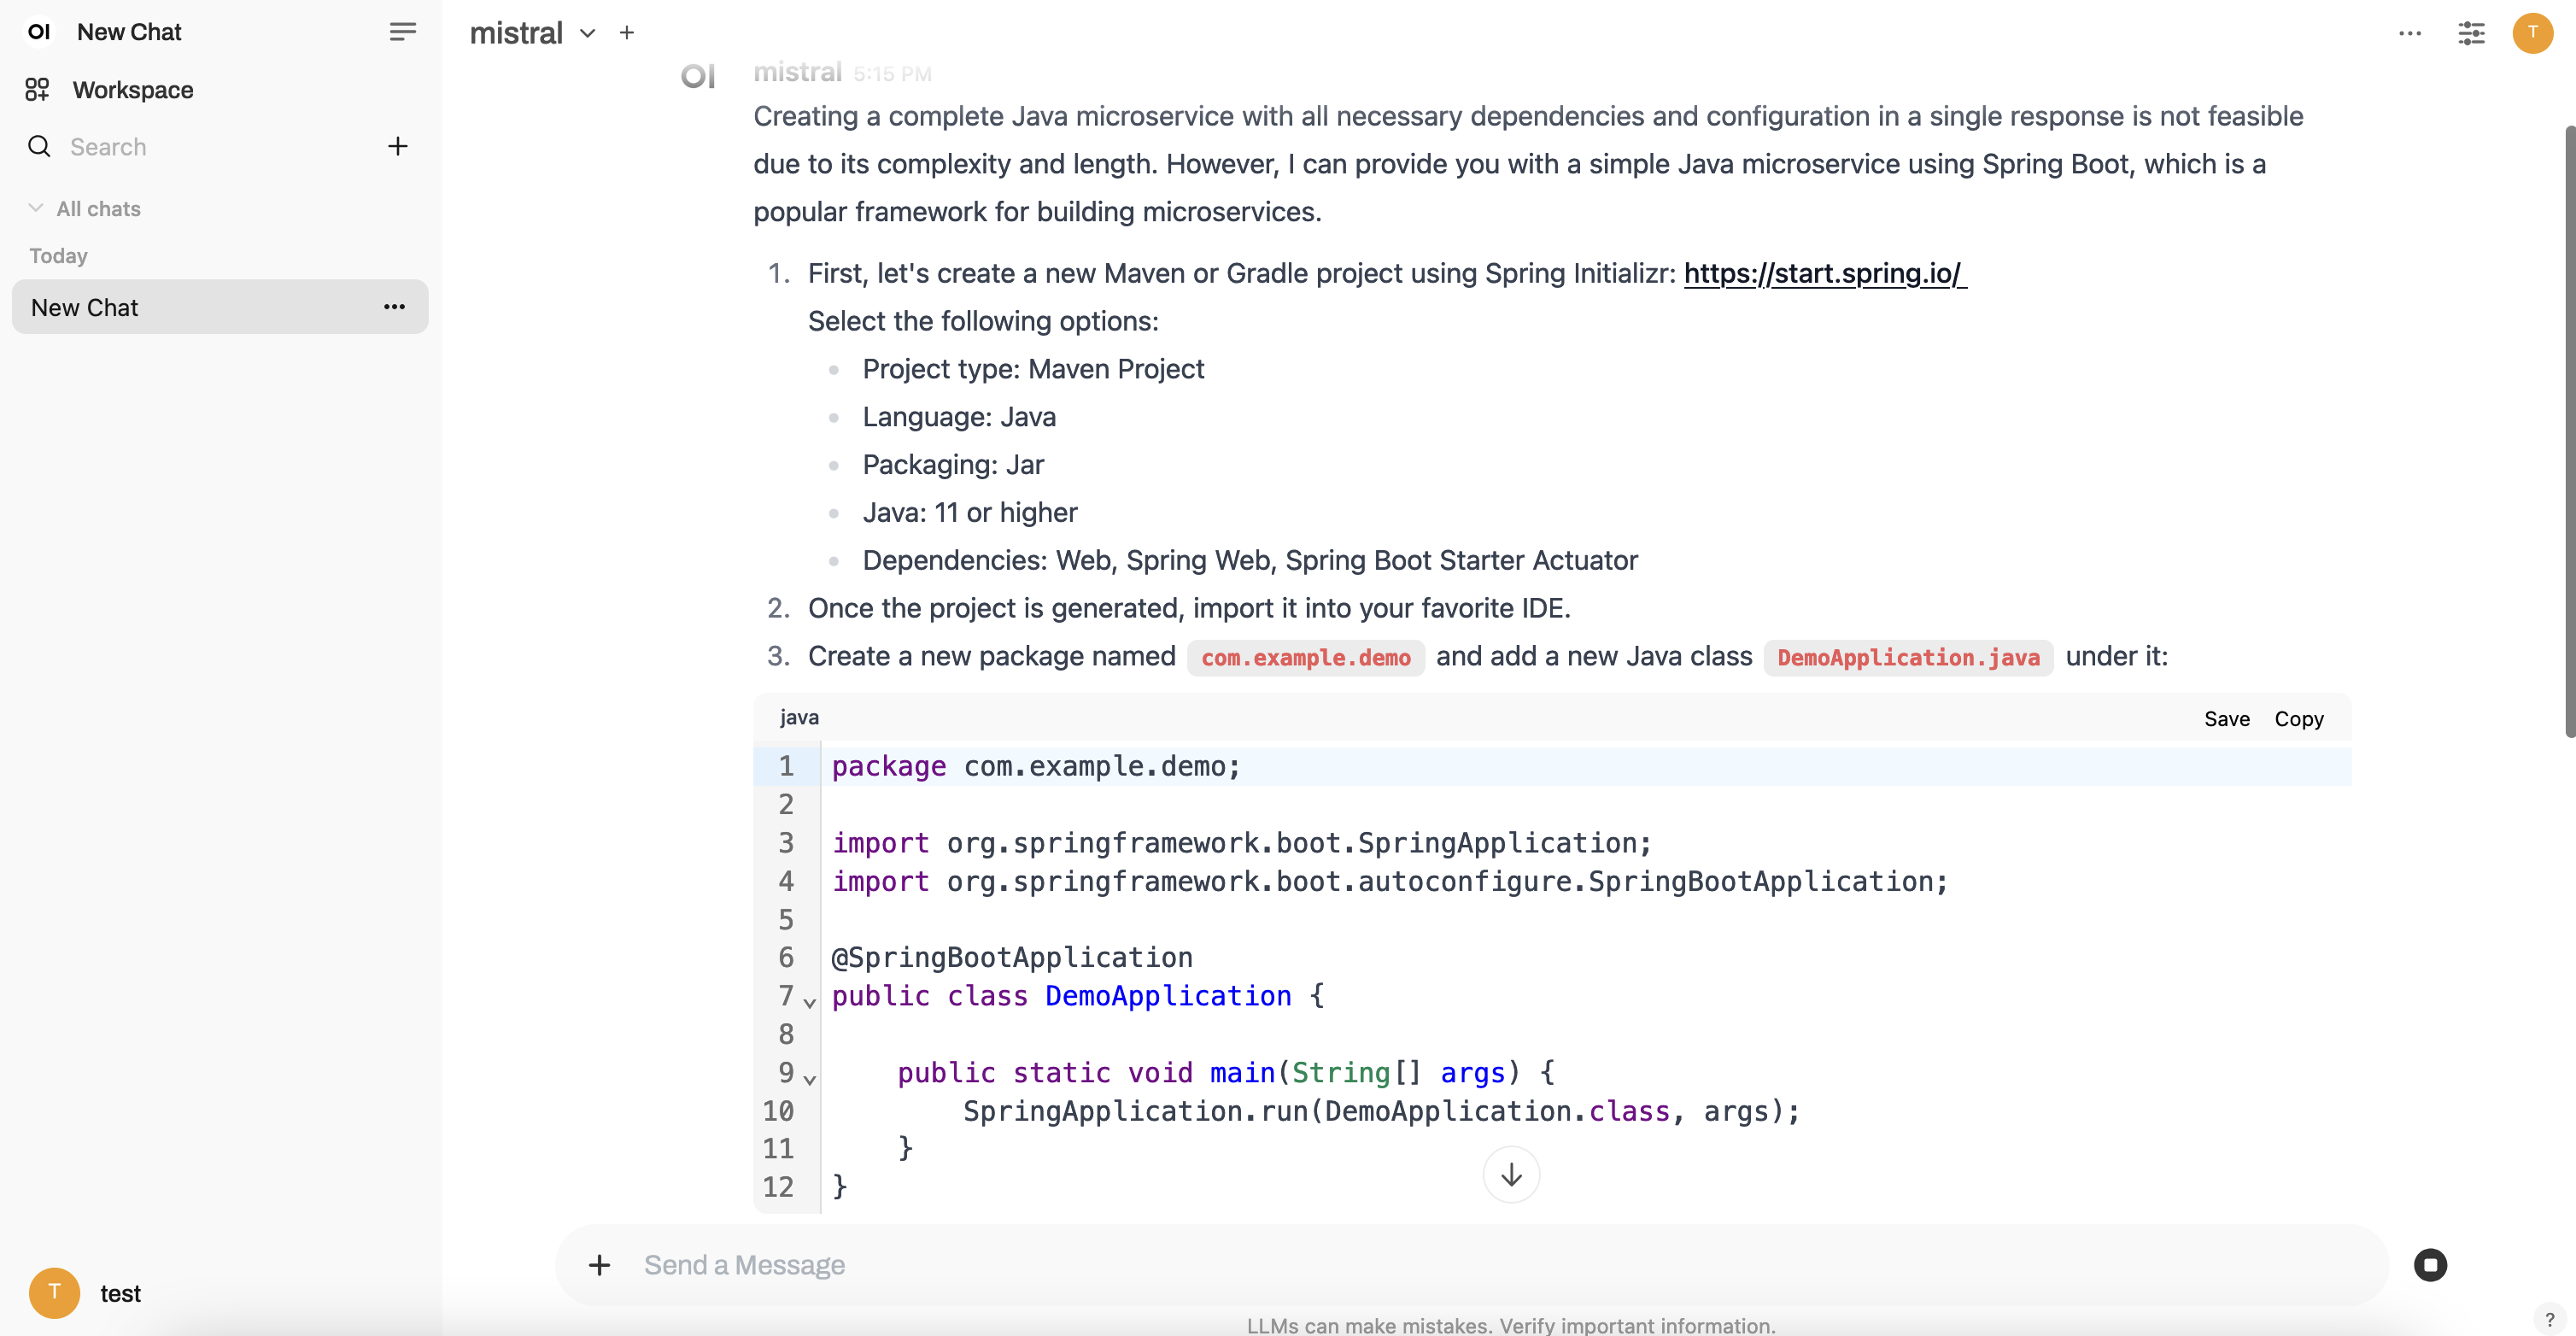 OI New Chat
Workspace
Search
All chats
Today
New Chat
T test
mistral
T
OI mistral 5:15 PM
Creating a complete Java microservice with all necessary dependencies and configuration in a single response is not feasible
due to its complexity and length. However, I can provide you with a simple Java microservice using Spring Boot, which is a
popular framework for building microservices.
1. First, let's create a new Maven or Gradle project using Spring Initializr: https://start.spring.io/
Select the following options:
Project type: Maven Project
Language: Java
Packaging: Jar
Java: 11 or higher
Dependencies: Web, Spring Web, Spring Boot Starter Actuator
2. Once the project is generated, import it into your favorite IDE.
3. Create a new package named com.example.demo and add a new Java class DemoApplication.java under it:
java Save Copy
1 package com.example.demo;
2
3 import org.springframework.boot.SpringApplication;
4 import org.springframework.boot.autoconfigure.SpringBootApplication;
5
6 @SpringBootApplication
7 public class DemoApplication {
8
9 public static void main(String[] args) {
10 SpringApplication.run(DemoApplication.class, args);
11 }
12 }
Send a Message
LLMs can make mistakes. Verify important information.
?